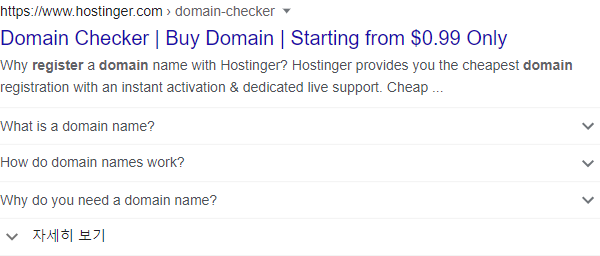 https://www.hostinger.com › domain-checker
Domain Checker | Buy Domain | Starting from $0.99 Only
Why register a domain name with Hostinger? Hostinger provides you the cheapest domain
registration with an instant activation & dedicated live support. Cheap ...
What is a domain name?
How do domain names work?
Why do you need a domain name?
자세히 보기